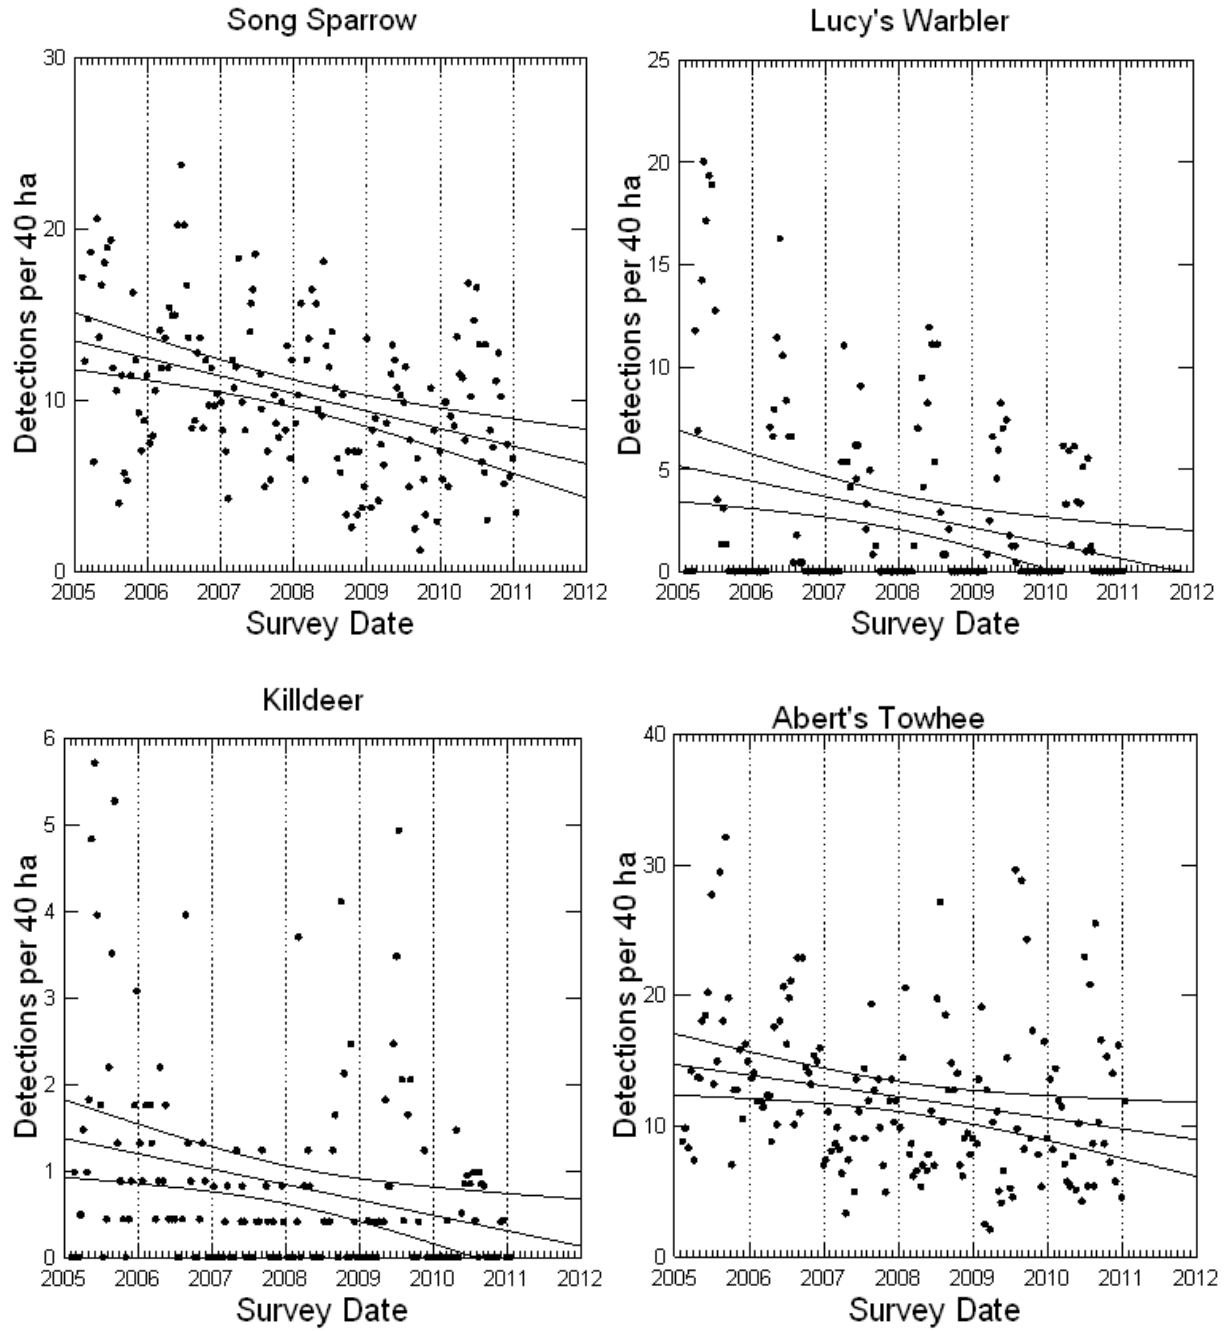 Song Sparrow
Detections per 40 ha
30
20
10
0
2005 2006 2007 2008 2009 2010 2011 2012
Survey Date
Lucy's Warbler
Detections per 40 ha
25
20
15
10
5
0
2005 2006 2007 2008 2009 2010 2011 2012
Survey Date
Killdeer
Detections per 40 ha
6
5
4
3
2
1
0
2005 2006 2007 2008 2009 2010 2011 2012
Survey Date
Abert's Towhee
Detections per 40 ha
40
30
20
10
0
2005 2006 2007 2008 2009 2010 2011 2012
Survey Date